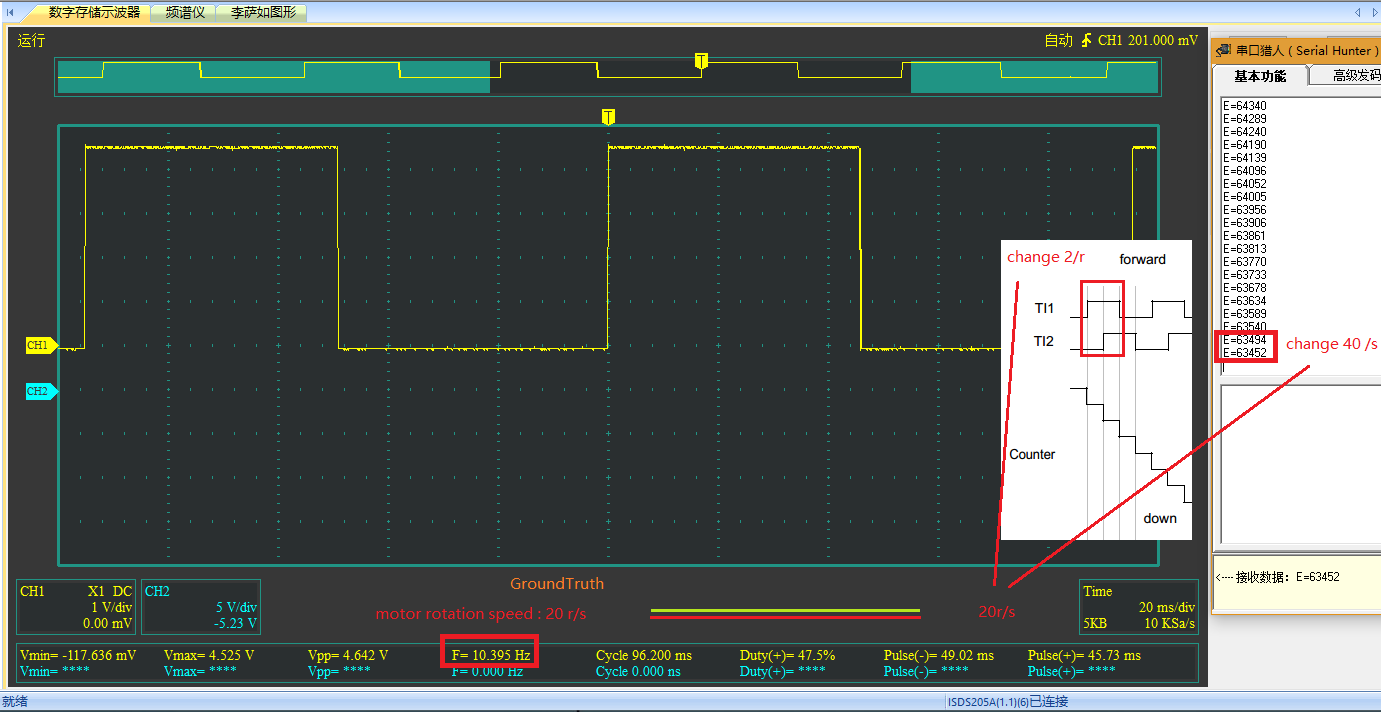 数字存储示波器 频谱仪 李萨如图形
运行
自动 CH1 201.000 mV
T
T
CH1
CH2
串口猎人 ( Serial Hunter )
基本功能 高级发码
E=64340
E=64289
E=64240
E=64190
E=64139
E=64096
E=64052
E=64005
E=63956
E=63906
E=63861
E=63813
E=63770
E=63733
E=63678
E=63634
E=63589
E=63540
E=63494
E=63452
change 40 /s
change 2/r forward
TI1
TI2
Counter
down
<---- 接收数据: E=63452
GroundTruth
motor rotation speed : 20 r/s
20r/s
CH1 X1 DC
1 V/div
0.00 mV
CH2
5 V/div
-5.23 V
Time
20 ms/div
5KB 10 KSa/s
Vmin= -117.636 mV Vmax= 4.525 V Vpp= 4.642 V F= 10.395 Hz Cycle 96.200 ms Duty(+)= 47.5% Pulse(-)= 49.02 ms Pulse(+)= 45.73 ms
Vmin= **** Vmax= **** Vpp= **** F= 0.000 Hz Cycle 0.000 ns Duty(+)= **** Pulse(-)= **** Pulse(+)= ****
就绪
ISDS205A(1.1)(6)已连接